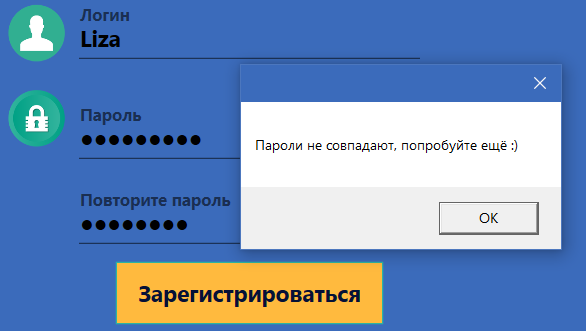 Логин
Liza
Пароль
●●●●●●●●●
Пароли не совпадают, попробуйте ещё :)
Повторите пароль
●●●●●●●●
OK
Зарегистрироваться